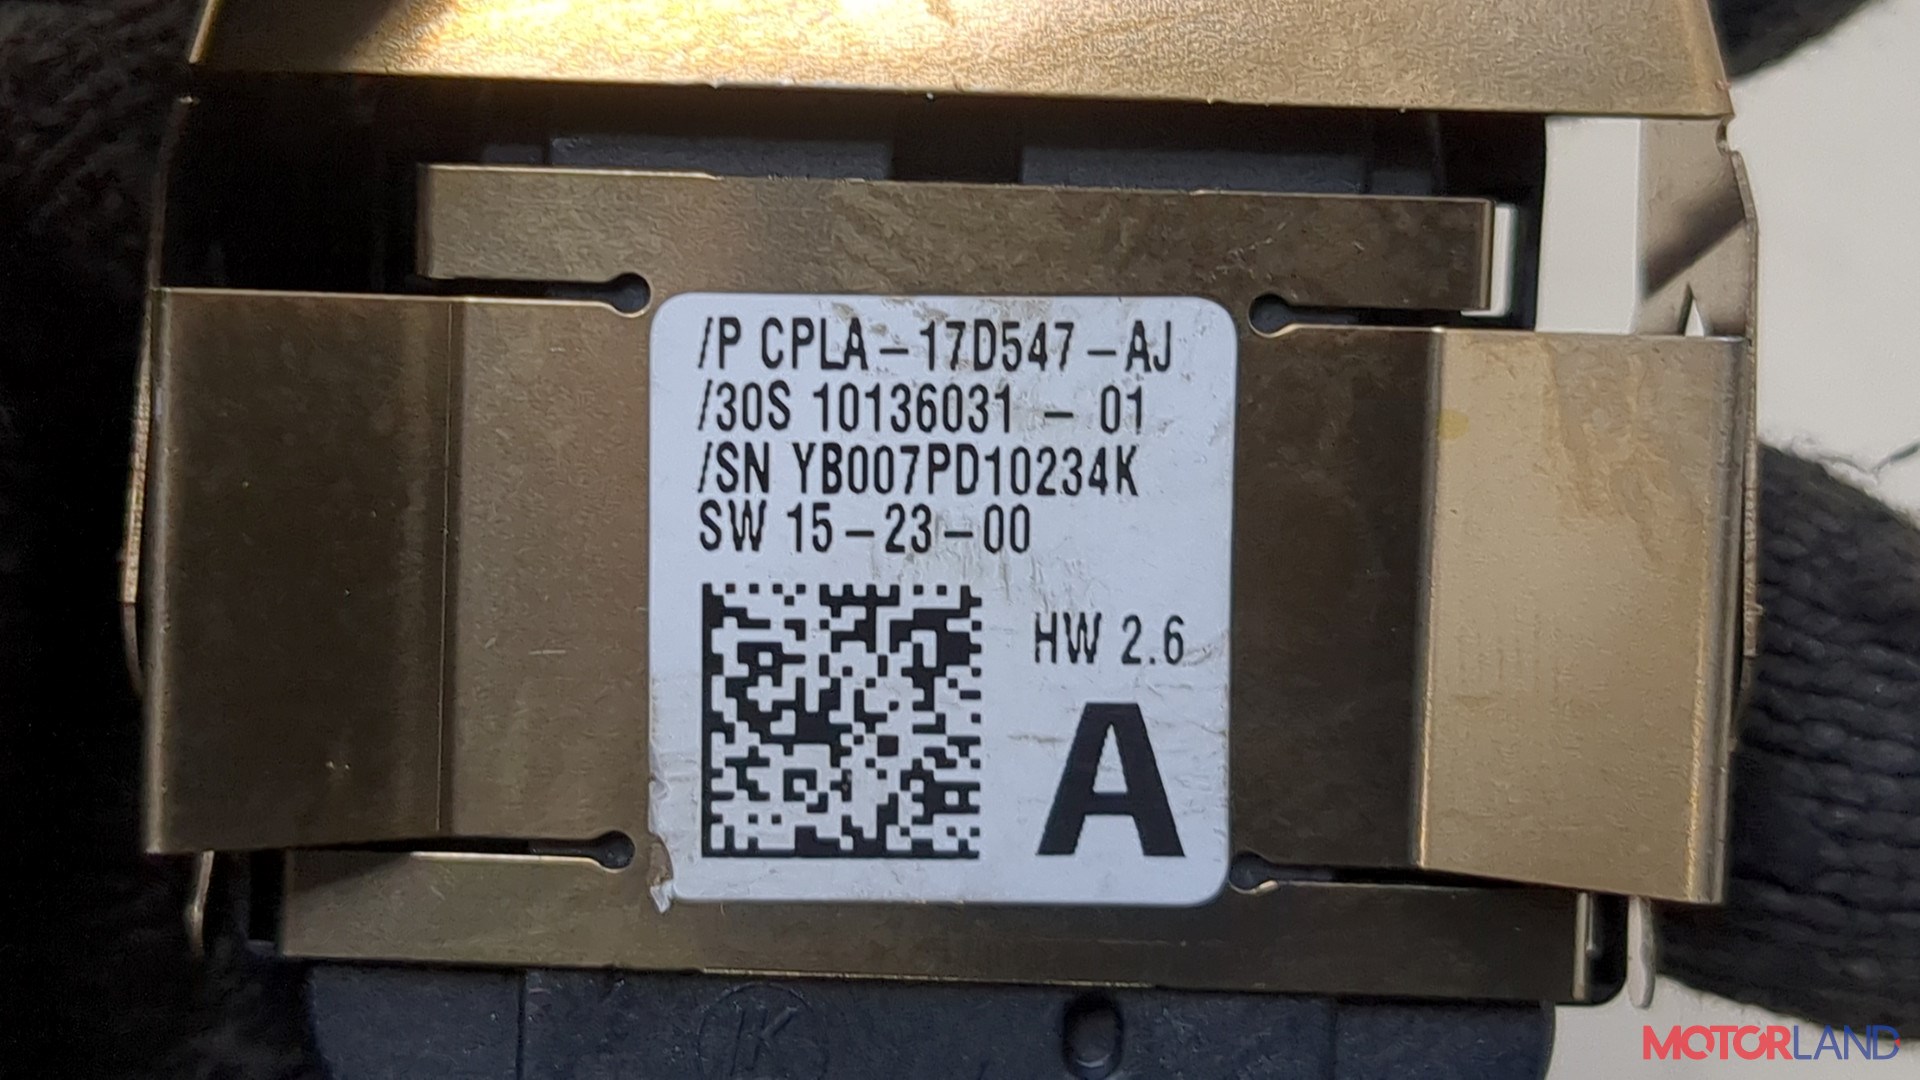 /P CPLA-17D547-AJ
/30S 10136031 - 01
/SN YB007PD10234K
SW 15-23-00
HW 2.6
A
MOTORLAND